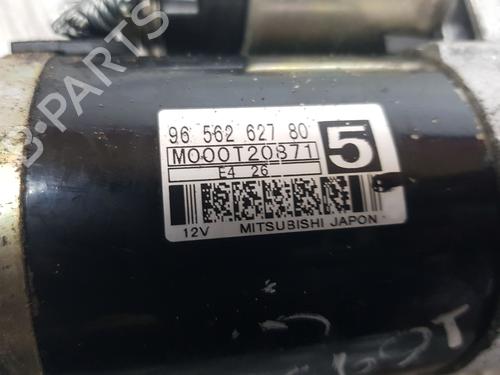 B-PARTS
96 562 627 80
M000T20871
5
E4 26
12V MITSUBISHI JAPON